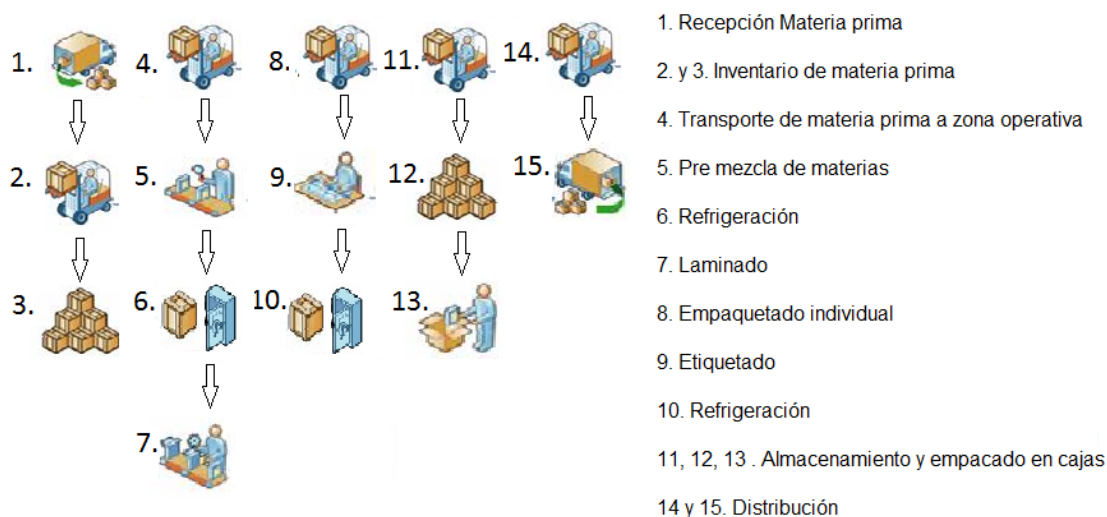 1.
2.
3.
4.
5.
6.
7.
8.
9.
10.
11.
12.
13.
14.
15.
1. Recepción Materia prima
2. y 3. Inventario de materia prima
4. Transporte de materia prima a zona operativa
5. Pre mezcla de materias
6. Refrigeración
7. Laminado
8. Empaquetado individual
9. Etiquetado
10. Refrigeración
11, 12, 13 . Almacenamiento y empacado en cajas
14 y 15. Distribución